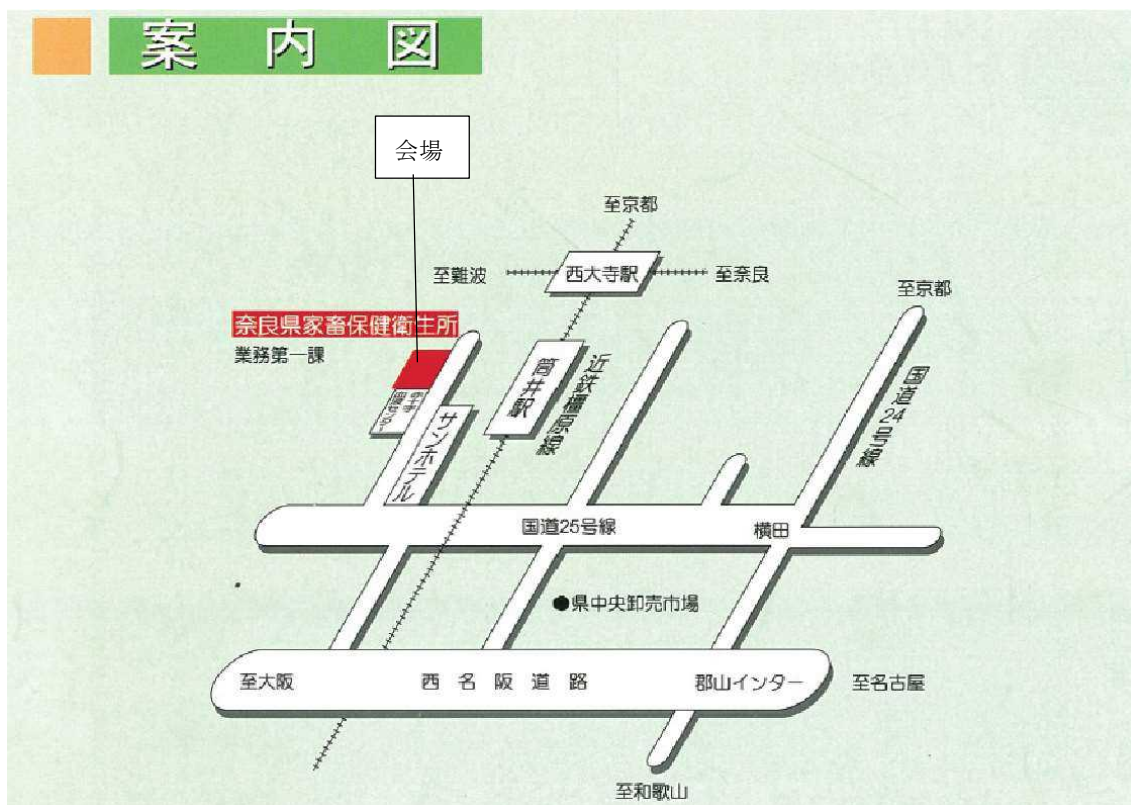 案内図
会場
至京都
至難波
西大寺駅
至奈良
至京都
奈良県家畜保健衛生所
業務第一課
筒井駅
近鉄橿原線
国道24号線
サンホテル
国道25号線
横田
●県中央卸売市場
至大阪
西名阪道路
郡山インター
至名古屋
至和歌山